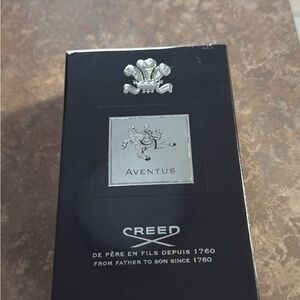 AVENTUS
CREED
DE PÈRE EN FILS DEPUIS 1760
FROM FATHER TO SON SINCE 1760